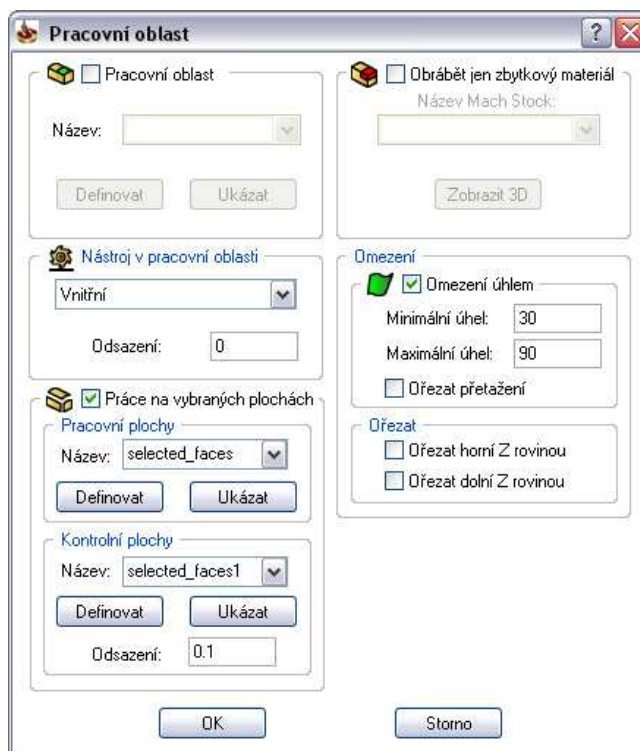 Pracovní oblast
Pracovní oblast
Název:
Definovat
Ukázat
Obrábět jen zbytkový materiál
Název Mach Stock:
Zobrazit 3D
Nástroj v pracovní oblasti
Vnitřní
Odsazení: 0
Omezení
Omezení úhlem
Minimální úhel: 30
Maximální úhel: 90
Ořezat přetažení
Práce na vybraných plochách
Pracovní plochy
Název: selected_faces
Definovat
Ukázat
Ořezat
Ořezat horní Z rovinou
Ořezat dolní Z rovinou
Kontrolní plochy
Název: selected_faces1
Definovat
Ukázat
Odsazení: 0.1
OK
Storno